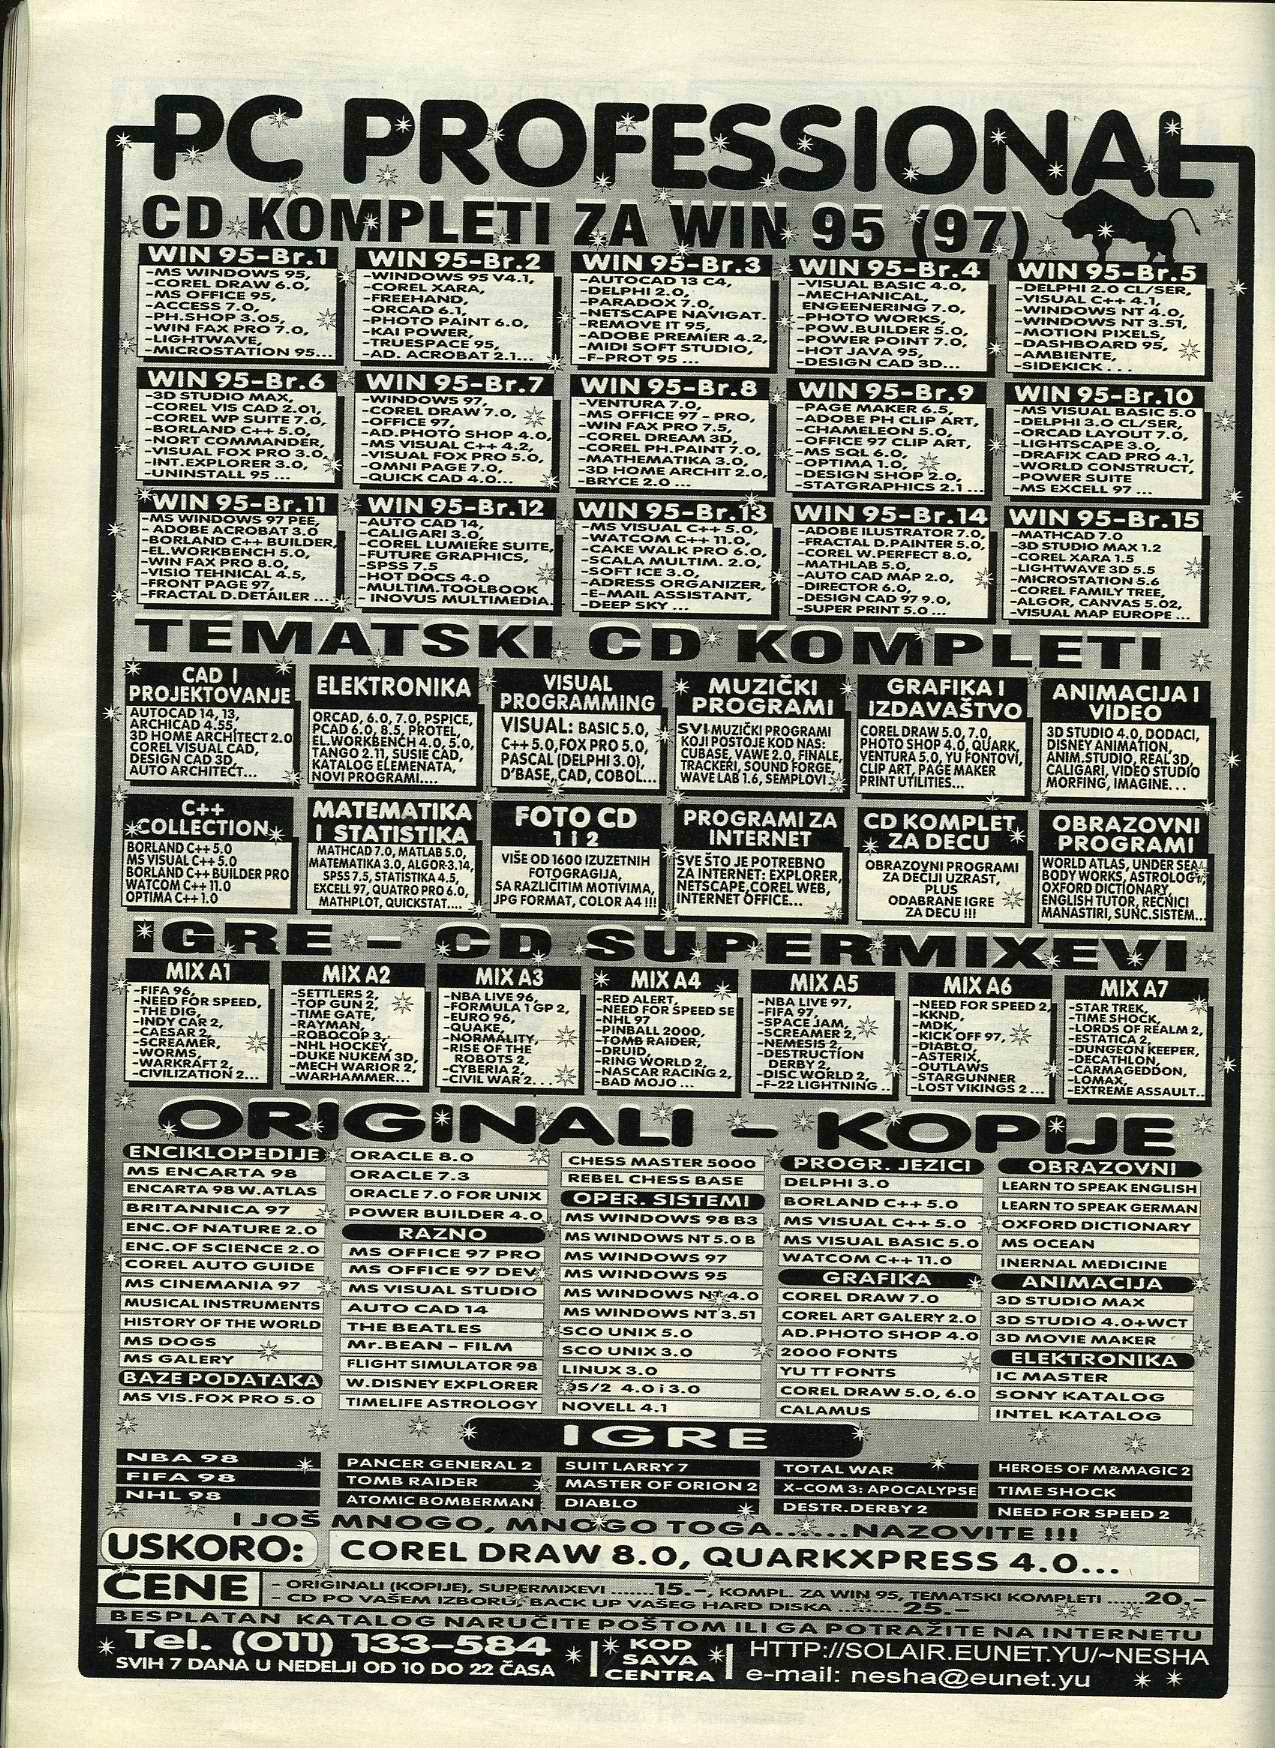 PC PROFESSIONAL
CD KOMPLETI ZA WIN 95 (97)
WIN 95-Br.1
-MS WINDOWS 95,
-COREL DRAW 6.0,
-MS OFFICE 95,
-ACCESS 7.0,
-PH.SHOP 3.05,
-WIN FAX PRO 7.0,
-LIGHTWAVE,
-MICROSTATION 95...
WIN 95-Br.2
-WINDOWS 95 V4.1,
-COREL XARA,
-FREEHAND,
-ORCAD 6.1,
-PHOTO PAINT 6.0,
-KAI POWER,
-TRUESPACE 95,
-AD. ACROBAT 2.1...
WIN 95-Br.3
-AUTOCAD 13 C4,
-DELPHI 2.0,
-PARADOX 7.0,
-NETSCAPE NAVIGAT.
-REMOVE IT 95,
-ADOBE PREMIER 4.2,
-MIDI SOFT STUDIO,
-F-PROT 95 ...
WIN 95-Br.4
-VISUAL BASIC 4.0,
-MECHANICAL,
ENGEENERING 7.0,
-PHOTO WORKS,
-POW.BUILDER 5.0,
-POWER POINT 7.0,
-HOT JAVA 95,
-DESIGN CAD 3D...
WIN 95-Br.5
-DELPHI 2.0 CL/SER,
-VISUAL C++ 4.1,
-WINDOWS NT 4.0,
-WINDOWS NT 3.51,
-MOTION PIXELS,
-DASHBOARD 95,
-AMBIENTE,
-SIDEKICK . . .
WIN 95-Br.6
-3D STUDIO MAX,
-COREL VIS CAD 2.01,
-COREL WP SUITE 7.0,
-BORLAND C++ 5.0,
-NORT COMMANDER,
-VISUAL FOX PRO 3.0,
-INT.EXPLORER 3.0,
-UNINSTALL 95 ...
WIN 95-Br.7
-WINDOWS 97,
-COREL DRAW 7.0,
-OFFICE 97,
-AD.PHOTO SHOP 4.0,
-MS VISUAL C++ 4.2,
-VISUAL FOX PRO 5.0,
-OMNI PAGE 7.0,
-QUICK CAD 4.0...
WIN 95-Br.8
-VENTURA 7.0,
-MS OFFICE 97 - PRO,
-WIN FAX PRO 7.5,
-COREL DREAM 3D,
-COREL PH.PAINT 7.0,
-MATHEMATIKA 3.0,
-3D HOME ARCHIT 2.0,
-BRYCE 2.0 ...
WIN 95-Br.9
-PAGE MAKER 6.5,
-ADOBE PH CLIP ART,
-CHAMELEON 5.0,
-OFFICE 97 CLIP ART,
-MS SQL 6.0,
-OPTIMA 1.0,
-DESIGN SHOP 2.0,
-STATGRAPHICS 2.1 ...
WIN 95-Br.10
-MS VISUAL BASIC 5.0
-DELPHI 3.0 CL/SER,
-ORCAD LAYOUT 7.0,
-LIGHTSCAPE 3.0,
-DRAFIX CAD PRO 4.1,
-WORLD CONSTRUCT,
-POWER SUITE
-MS EXCELL 97 ...
WIN 95-Br.11
-MS WINDOWS 97 PEE,
- ADOBE ACROBAT 3.0
-BORLAND C++ BUILDER,
-EL.WORKBENCH 5.0,
-WIN FAX PRO 8.0,
-VISIO TEHNICAL 4.5,
-FRONT PAGE 97,
-FRACTAL D.DETAILER ...
WIN 95-Br.12
-AUTO CAD 14,
-CALIGARI 3.0,
-COREL LUMIERE SUITE,
-FUTURE GRAPHICS,
-SPSS 7.5
-HOT DOCS 4.0
-MULTIM.TOOLBOOK
- INOVUS MULTIMEDIA.
WIN 95-Br.13
-MS VISUAL C++ 5.0,
-WATCOM C++ 11.0,
-CAKE WALK PRO 6.0,
-SCALA MULTIM. 2.0,
-SOFT ICE 3.0,
-ADRESS ORGANIZER,
-E-MAIL ASSISTANT,
-DEEP SKY ...
WIN 95-Br.14
-ADOBE ILUSTRATOR 7.0,
-FRACTAL D.PAINTER 5.0,
-COREL W.PERFECT 8.0,
-MATHLAB 5.0,
-AUTO CAD MAP 2.0,
-DIRECTOR 6.0,
-DESIGN CAD 97 9.0,
-SUPER PRINT 5.0 ...
WIN 95-Br.15
-MATHCAD 7.0
-3D STUDIO MAX 1.2
-COREL XARA 1.5
-LIGHTWAVE 3D 5.5
-MICROSTATION 5.6
-COREL FAMILY TREE,
-ALGOR, CANVAS 5.02,
-VISUAL MAP EUROPE ...
TEMATSKI CD KOMPLETI
CAD I
PROJEKTOVANJE
AUTOCAD 14, 13,
ARCHICAD 4.55,
3D HOME ARCHITECT 2.0
COREL VISUAL CAD,
DESIGN CAD 3D,
AUTO ARCHITECT...
ELEKTRONIKA
ORCAD, 6.0, 7.0, PSPICE,
PCAD 6.0, 8.5, PROTEL,
EL.WORKBENCH 4.0, 5.0,
TANGO 2.11, SUSIE CAD,
KATALOG ELEMENATA,
NOVI PROGRAMI....
VISUAL
PROGRAMMING
VISUAL: BASIC 5.0,
C++ 5.0,FOX PRO 5.0,
PASCAL (DELPHI 3.0),
D'BASE, CAD, COBOL...
MUZIČKI
PROGRAMI
SVI MUZIČKI PROGRAMI
KOJI POSTOJE KOD NAS:
CUBASE, VAWE 2.0, FINALE,
TRACKERI, SOUND FORGE,
WAVE LAB 1.6, SEMPLOVI...
GRAFIKA I
IZDAVAŠTVO
COREL DRAW 5.0, 7.0,
PHOTO SHOP 4.0, QUARK,
VENTURA 5.0, YU FONTOVI,
CLIP ART, PAGE MAKER
PRINT UTILITIES...
ANIMACIJA I
VIDEO
3D STUDIO 4.0, DODACI,
DISNEY ANIMATION,
ANIM.STUDIO, REAL 3D,
CALIGARI, VIDEO STUDIO
MORFING, IMAGINE. . .
C++
COLLECTION
BORLAND C++ 5.0
MS VISUAL C++ 5.0
BORLAND C++ BUILDER PRO
WATCOM C++ 11.0
OPTIMA C++ 1.0
MATEMATIKA
I STATISTIKA
MATHCAD 7.0, MATLAB 5.0,
MATEMATIKA 3.0, ALGOR-3.14,
SPSS 7.5, STATISTIKA 4.5,
EXCELL 97, QUATRO PRO 6.0,
MATHPLOT, QUICKSTAT....
FOTO CD
1 i 2
VIŠE OD 1600 IZUZETNIH
FOTOGRAGIJA,
SA RAZLIČITIM MOTIVIMA,
JPG FORMAT, COLOR A4 !!!
PROGRAMI ZA
INTERNET
SVE ŠTO JE POTREBNO
ZA INTERNET: EXPLORER,
NETSCAPE,COREL WEB,
INTERNET OFFICE...
CD KOMPLET
ZA DECU
OBRAZOVNI PROGRAMI
ZA DEČIJI UZRAST,
PLUS
ODABRANE IGRE
ZA DECU !!!
OBRAZOVNI
PROGRAMI
WORLD ATLAS, UNDER SEA,
BODY WORKS, ASTROLOGY,
OXFORD DICTIONARY,
ENGLISH TUTOR, REČNICI
MANASTIRI, SUNC.SISTEM...
IGRE - CD SUPERMIXEVI
MIX A1
-FIFA 96,
-NEED FOR SPEED,
-THE DIG,
-INDY CAR 2,
-CAESAR 2,
-SCREAMER,
-WORMS,
-WARKRAFT 2,
-CIVILIZATION 2...
MIX A2
-SETTLERS 2,
-TOP GUN 2,
-TIME GATE,
-RAYMAN,
-ROBOCOP 3,
-NHL HOCKEY,
-DUKE NUKEM 3D,
-MECH WARIOR 2,
-WARHAMMER...
MIX A3
-NBA LIVE 96,
-FORMULA 1 GP 2,
-EURO 96,
-QUAKE,
-NORMALITY,
-RISE OF THE
ROBOTS 2,
-CYBERIA 2,
-CIVIL WAR 2. . .
MIX A4
-RED ALERT,
-NEED FOR SPEED SE
-NHL 97
-PINBALL 2000,
-TOMB RAIDER,
-DRUID,
-RING WORLD 2,
-NASCAR RACING 2,
-BAD MOJO ...
MIX A5
-NBA LIVE 97,
-FIFA 97,
-SPACE JAM,
-SCREAMER 2,
-NEMESIS 2,
-DESTRUCTION
DERBY 2,
-DISC WORLD 2,
-F-22 LIGHTNING ..
MIX A6
-NEED FOR SPEED 2,
-KKND,
-MDK,
-KICK OFF 97,
-DIABLO,
-ASTERIX,
-OUTLAWS
-STARGUNNER
-LOST VIKINGS 2 ...
MIX A7
-STAR TREK,
-TIME SHOCK,
-LORDS OF REALM 2,
-ESTATICA 2,
-DUNGEON KEEPER,
-DECATHLON,
-CARMAGEDDON,
-LOMAX,
-EXTREME ASSAULT..
ORIGINALI - KOPIJE
ENCIKLOPEDIJE
MS ENCARTA 98
ENCARTA 98 W.ATLAS
BRITANNICA 97
ENC.OF NATURE 2.0
ENC.OF SCIENCE 2.0
COREL AUTO GUIDE
MS CINEMANIA 97
MUSICAL INSTRUMENTS
HISTORY OF THE WORLD
MS DOGS
MS GALERY
BAZE PODATAKA
MS VIS.FOX PRO 5.0
ORACLE 8.0
ORACLE 7.3
ORACLE 7.0 FOR UNIX
POWER BUILDER 4.0
RAZNO
MS OFFICE 97 PRO
MS OFFICE 97 DEV.
MS VISUAL STUDIO
AUTO CAD 14
THE BEATLES
Mr.BEAN - FILM
FLIGHT SIMULATOR 98
W.DISNEY EXPLORER
TIMELIFE ASTROLOGY
CHESS MASTER 5000
REBEL CHESS BASE
OPER. SISTEMI
MS WINDOWS 98 B3
MS WINDOWS NT 5.0 B
MS WINDOWS 97
MS WINDOWS 95
MS WINDOWS NT 4.0
MS WINDOWS NT 3.51
SCO UNIX 5.0
SCO UNIX 3.0
LINUX 3.0
OS/2 4.0 i 3.0
NOVELL 4.1
PROGR. JEZICI
DELPHI 3.0
BORLAND C++ 5.0
MS VISUAL C++ 5.0
MS VISUAL BASIC 5.0
WATCOM C++ 11.0
GRAFIKA
COREL DRAW 7.0
COREL ART GALERY 2.0
AD.PHOTO SHOP 4.0
2000 FONTS
YU TT FONTS
COREL DRAW 5.0, 6.0
CALAMUS
OBRAZOVNI
LEARN TO SPEAK ENGLISH
LEARN TO SPEAK GERMAN
OXFORD DICTIONARY
MS OCEAN
INERNAL MEDICINE
ANIMACIJA
3D STUDIO MAX
3D STUDIO 4.0+WCT
3D MOVIE MAKER
ELEKTRONIKA
IC MASTER
SONY KATALOG
INTEL KATALOG
IGRE
NBA 98
FIFA 98
NHL 98
PANCER GENERAL 2
TOMB RAIDER
ATOMIC BOMBERMAN
SUIT LARRY 7
MASTER OF ORION 2
DIABLO
TOTAL WAR
X-COM 3: APOCALYPSE
DESTR.DERBY 2
HEROES OF M&MAGIC 2
TIME SHOCK
NEED FOR SPEED 2
I JOŠ MNOGO, MNOGO TOGA......NAZOVITE !!!
USKORO: COREL DRAW 8.0, QUARKXPRESS 4.0...
CENE
- ORIGINALI (KOPIJE), SUPERMIXEVI .......15.-, KOMPL. ZA WIN 95, TEMATSKI KOMPLETI .....20.-
- CD PO VAŠEM IZBORU, BACK UP VAŠEG HARD DISKA .........25.-
BESPLATAN KATALOG NARUČITE POŠTOM ILI GA POTRAŽITE NA INTERNETU
Tel. (011) 133-584
SVIH 7 DANA U NEDELJI OD 10 DO 22 ČASA
KOD
SAVA
CENTRA
HTTP://SOLAIR.EUNET.YU/~NESHA
e-mail: nesha@eunet.yu